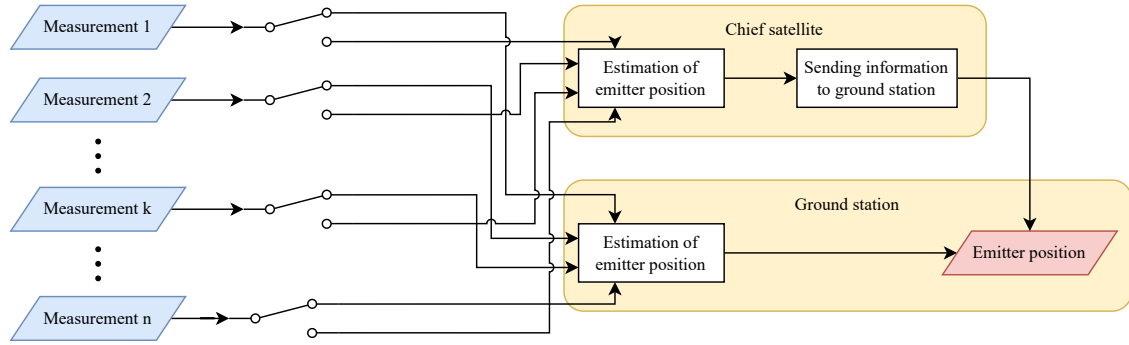 Measurement 1
Measurement 2
Measurement k
Measurement n
Chief satellite
Estimation of
emitter position
Sending information
to ground station
Ground station
Estimation of
emitter position
Emitter position